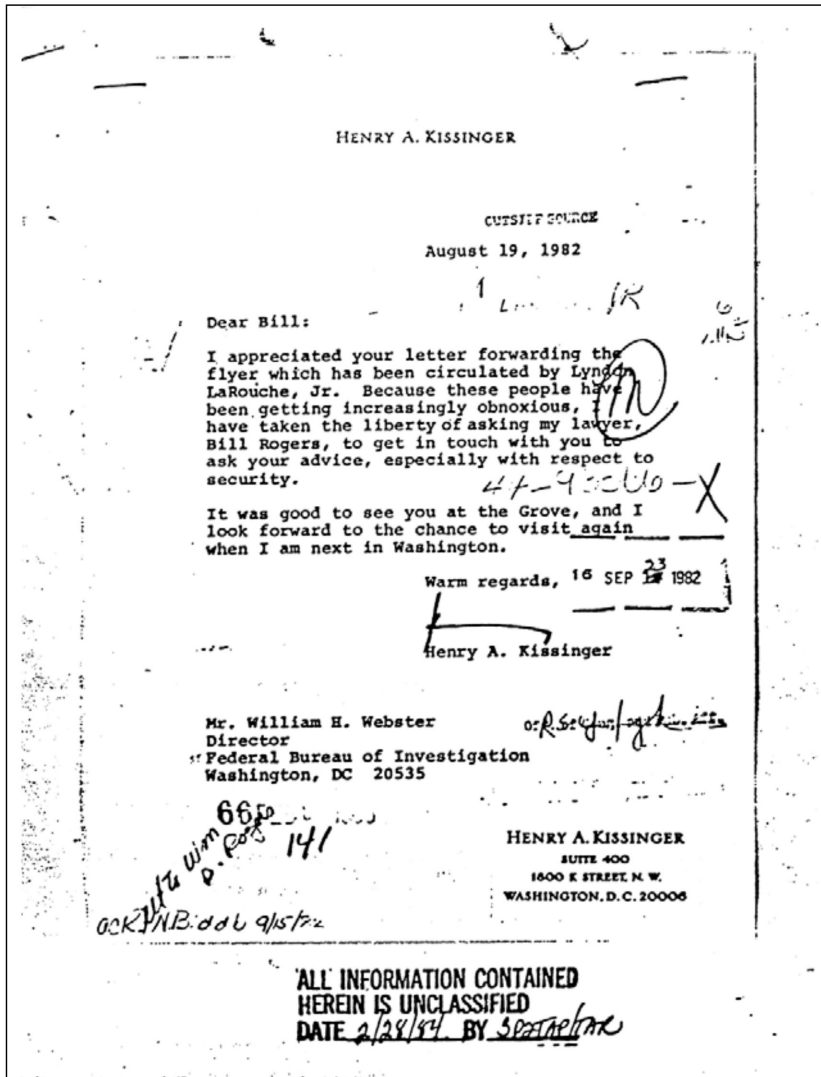 HENRY A. KISSINGER
OUTSIDE SOURCE
August 19, 1982
Dear Bill:
I appreciated your letter forwarding the
flyer which has been circulated by Lyndon
LaRouche, Jr. Because these people have
been getting increasingly obnoxious, I
have taken the liberty of asking my lawyer,
Bill Rogers, to get in touch with you to
ask your advice, especially with respect to
security.
It was good to see you at the Grove, and I
look forward to the chance to visit again
when I am next in Washington.
Warm regards,
16 SEP 23 1982
Henry A. Kissinger
Mr. William H. Webster
Director
Federal Bureau of Investigation
Washington, DC 20535
141
HENRY A. KISSINGER
SUITE 400
1800 K STREET, N. W.
WASHINGTON, D. C. 20006
ALL INFORMATION CONTAINED
HEREIN IS UNCLASSIFIED
DATE 2/28/84 BY